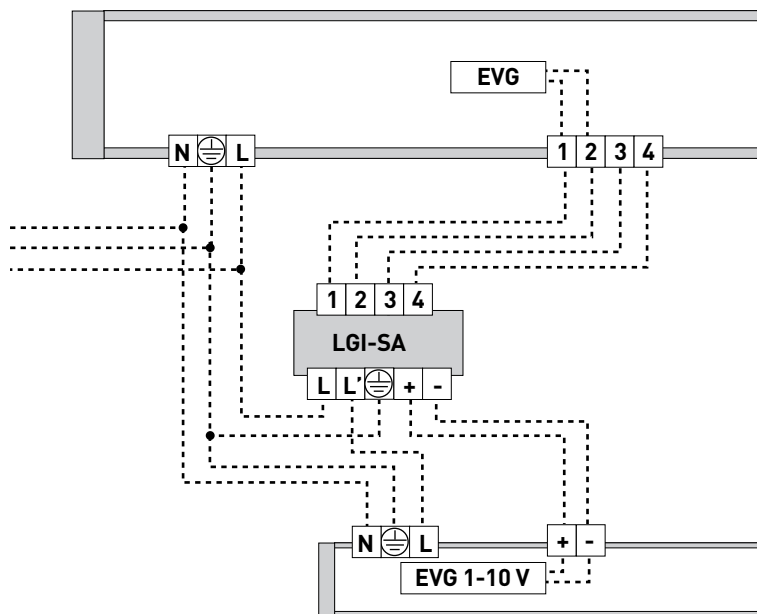 EVG
N L 1 2 3 4
1 2 3 4
LGI-SA
L L’ + -
N L + -
EVG 1-10 V